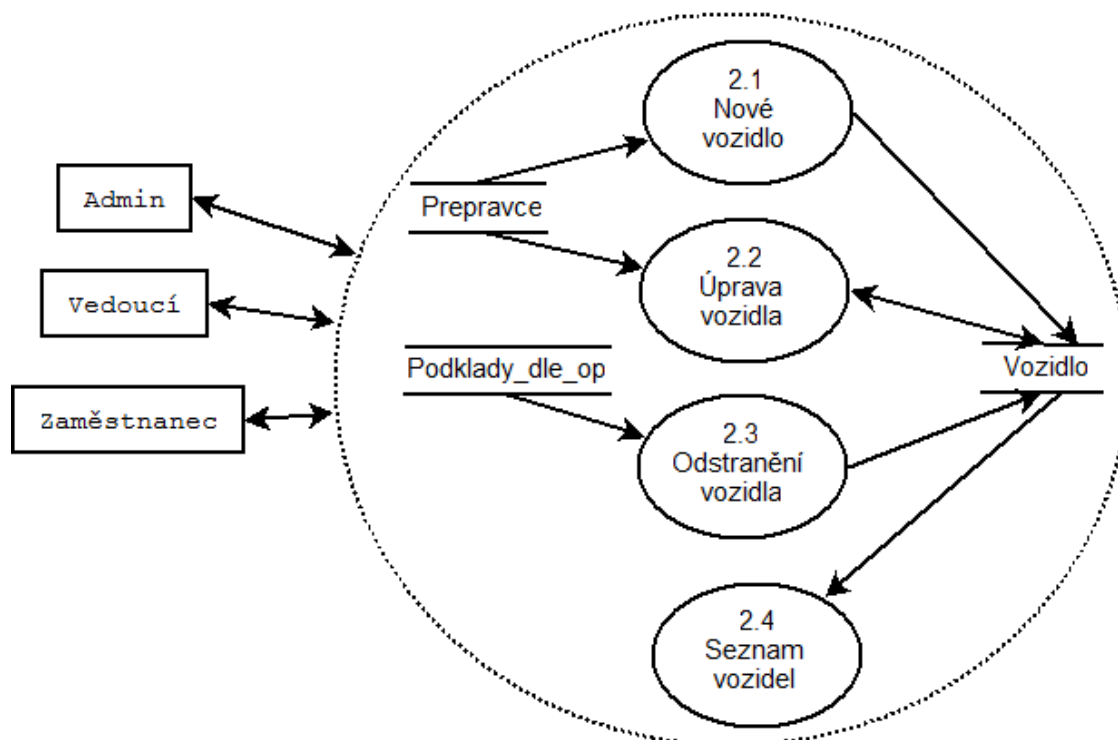 2.1
Nové
vozidlo
Admin
Prepravce
Vedoucí
2.2
Úprava
vozidla
Podklady_dle_op
Vozidlo
Zaměstnanec
2.3
Odstranění
vozidla
2.4
Seznam
vozidel